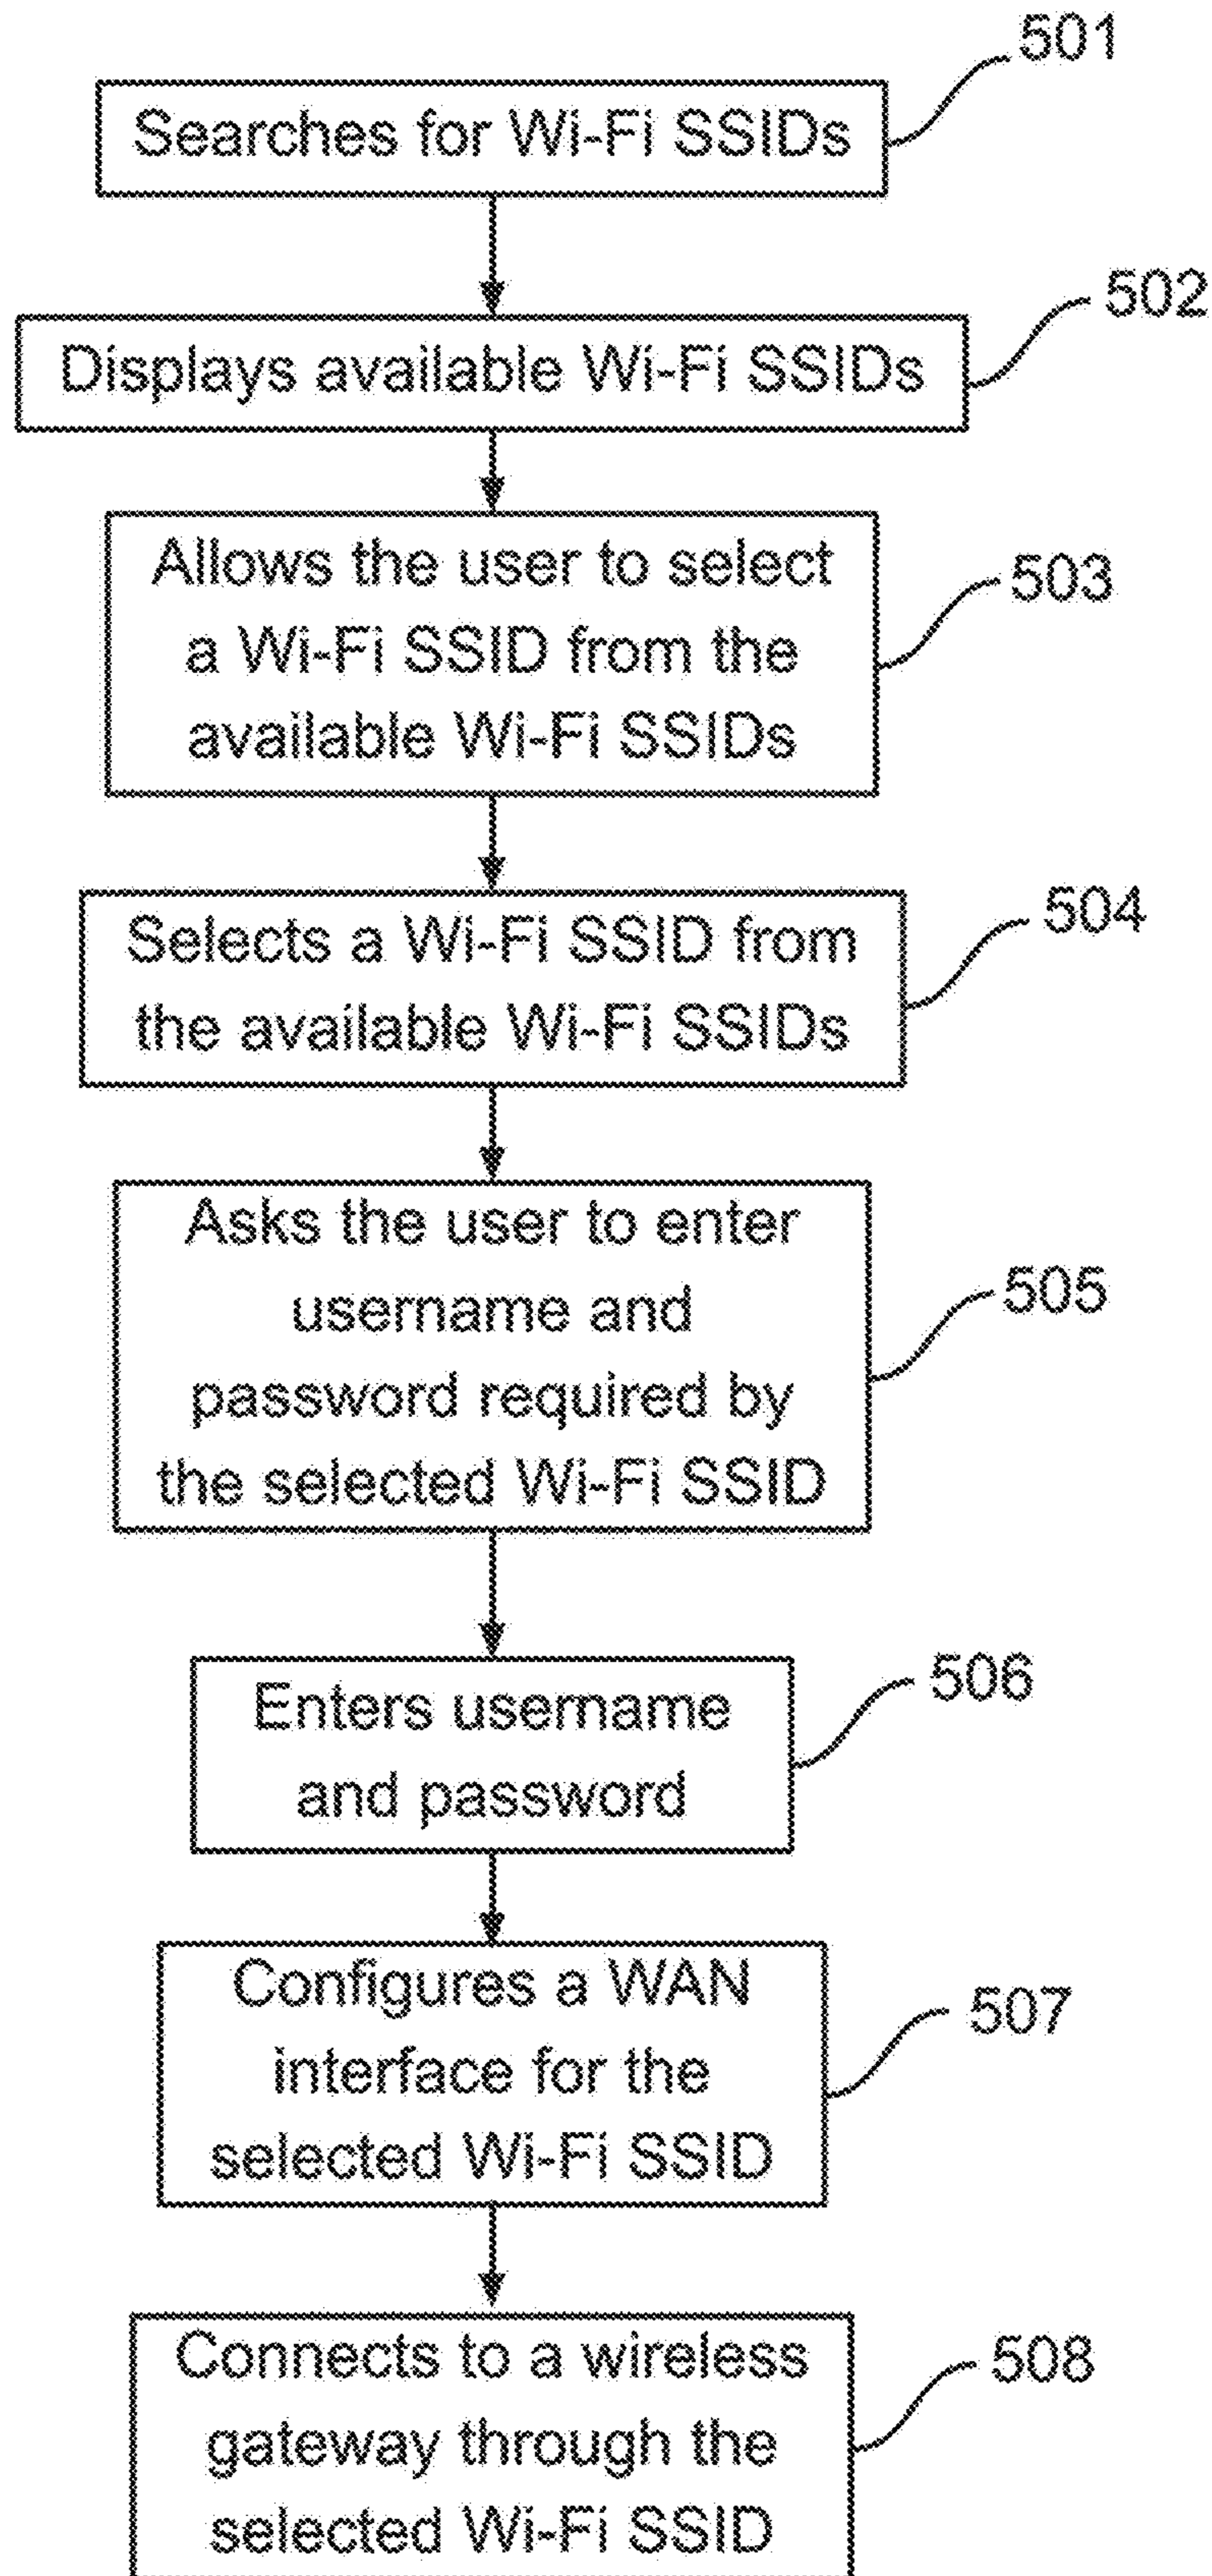 501
Searches for Wi-Fi SSIDs
502
Displays available Wi-Fi SSIDs
503
Allows the user to select
a Wi-Fi SSID from the
available Wi-Fi SSIDs
504
Selects a Wi-Fi SSID from
the available Wi-Fi SSIDs
505
Asks the user to enter
username and
password required by
the selected Wi-Fi SSID
506
Enters username
and password
507
Configures a WAN
interface for the
selected Wi-Fi SSID
508
Connects to a wireless
gateway through the
selected Wi-Fi SSID